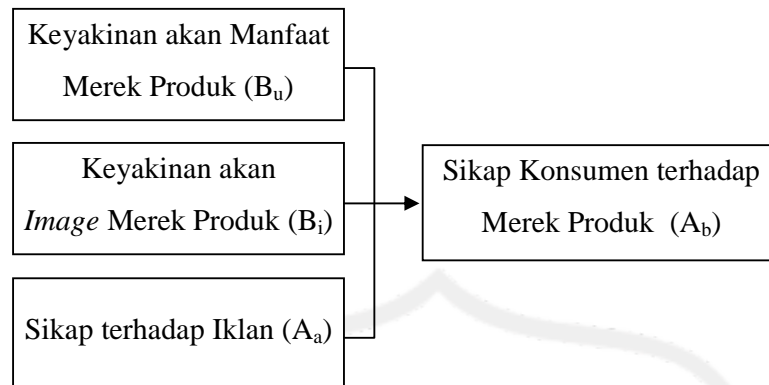 Keyakinan akan Manfaat
Merek Produk (Bu)
Keyakinan akan
Image Merek Produk (Bi)
Sikap terhadap Iklan (Aa)
Sikap Konsumen terhadap
Merek Produk (Ab)